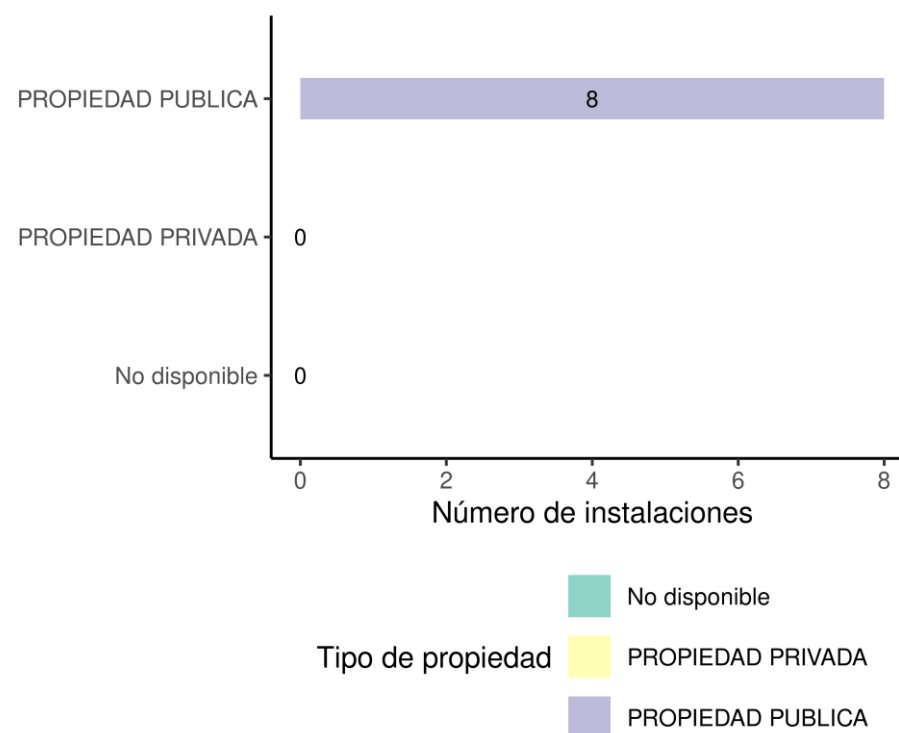 PROPIEDAD PUBLICA
8
PROPIEDAD PRIVADA
0
No disponible
0
0 2 4 6 8
Número de instalaciones
Tipo de propiedad
No disponible
PROPIEDAD PRIVADA
PROPIEDAD PUBLICA